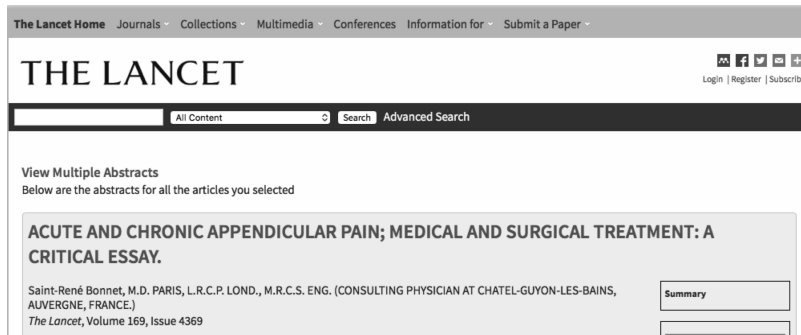 The Lancet Home Journals Collections Multimedia Conferences Information for Submit a Paper
THE LANCET
Login | Register | Subscrib
All Content Search Advanced Search
View Multiple Abstracts
Below are the abstracts for all the articles you selected
ACUTE AND CHRONIC APPENDICULAR PAIN; MEDICAL AND SURGICAL TREATMENT: A
CRITICAL ESSAY.
Saint-René Bonnet, M.D. PARIS, L.R.C.P. LOND., M.R.C.S. ENG. (CONSULTING PHYSICIAN AT CHATEL-GUYON-LES-BAINS,
AUVERGNE, FRANCE.)
The Lancet, Volume 169, Issue 4369
Summary